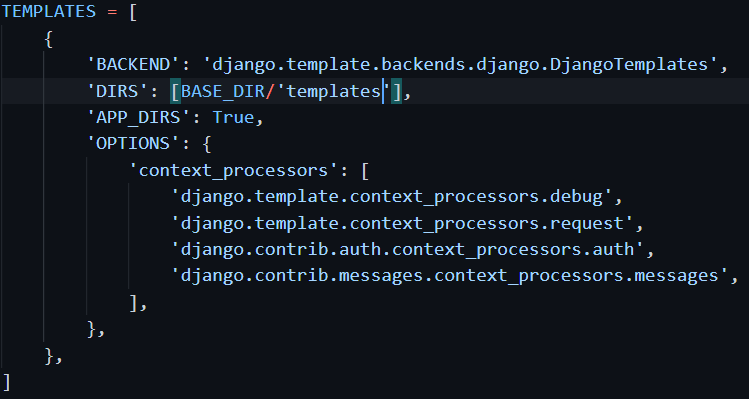 TEMPLATES = [
    {
        'BACKEND': 'django.template.backends.django.DjangoTemplates',
        'DIRS': [BASE_DIR/'templates'],
        'APP_DIRS': True,
        'OPTIONS': {
            'context_processors': [
                'django.template.context_processors.debug',
                'django.template.context_processors.request',
                'django.contrib.auth.context_processors.auth',
                'django.contrib.messages.context_processors.messages',
            ],
        },
    },
]